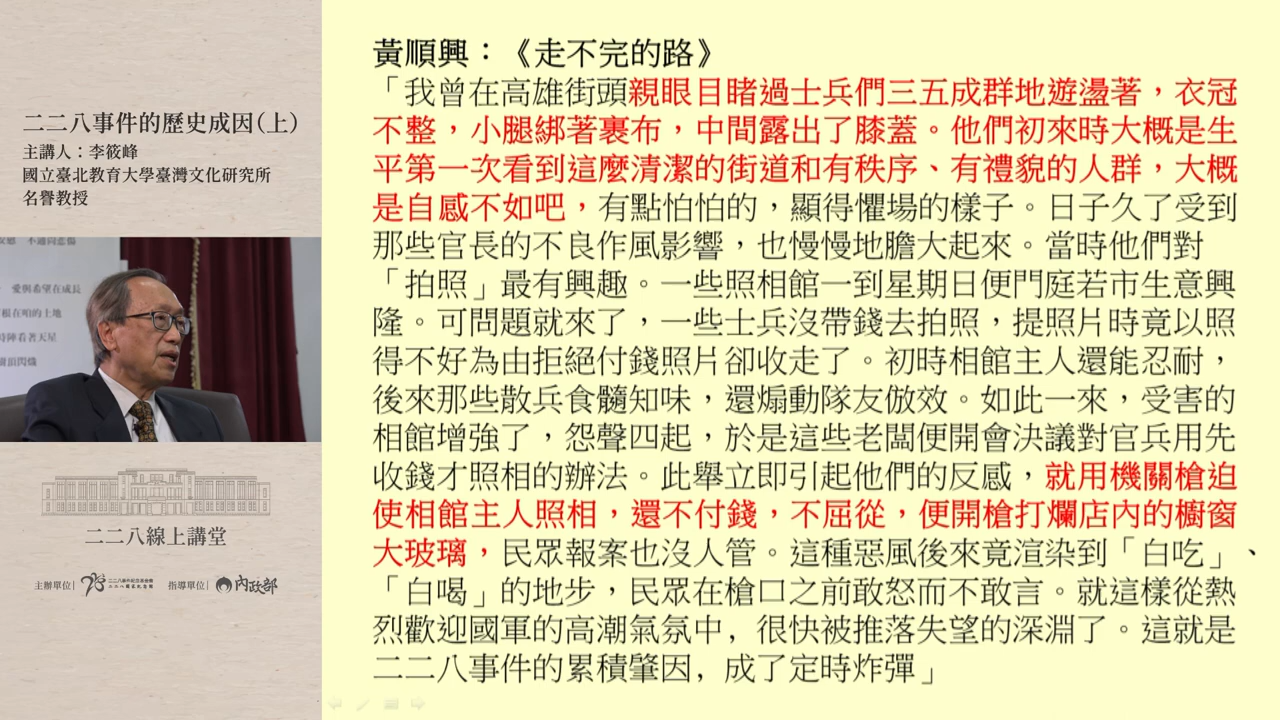 二二八事件的歷史成因(上)
主講人：李筱峰
國立臺北教育大學臺灣文化研究所
名譽教授
愛與希望在成長
根在咱的土地
時陣看著天星
二二八線上講堂
主辦單位|
指導單位|
內政部
黃順興：《走不完的路》
「我曾在高雄街頭親眼目睹過士兵們三五成群地遊盪著，衣冠
不整，小腿綁著裹布，中間露出了膝蓋。他們初來時大概是生
平第一次看到這麼清潔的街道和有秩序、有禮貌的人群，大概
是自感不如吧，有點怕怕的，顯得懼場的樣子。日子久了受到
那些官長的不良作風影響，也慢慢地膽大起來。當時他們對
「拍照」最有興趣。一些照相館一到星期日便門庭若市生意興
隆。可問題就來了，一些士兵沒帶錢去拍照，提照片時竟以照
得不好為由拒絕付錢照片卻收走了。初時相館主人還能忍耐，
後來那些散兵食髓知味，還煽動隊友倣效。如此一來，受害的
相館增強了，怨聲四起，於是這些老闆便開會決議對官兵用先
收錢才照相的辦法。此舉立即引起他們的反感，就用機關槍迫
使相館主人照相，還不付錢，不屈從，便開槍打爛店內的櫥窗
大玻璃，民眾報案也沒人管。這種惡風後來竟渲染到「白吃」、
「白喝」的地步，民眾在槍口之前敢怒而不敢言。就這樣從熱
烈歡迎國軍的高潮氣氛中，很快被推落失望的深淵了。這就是
二二八事件的累積肇因，成了定時炸彈」